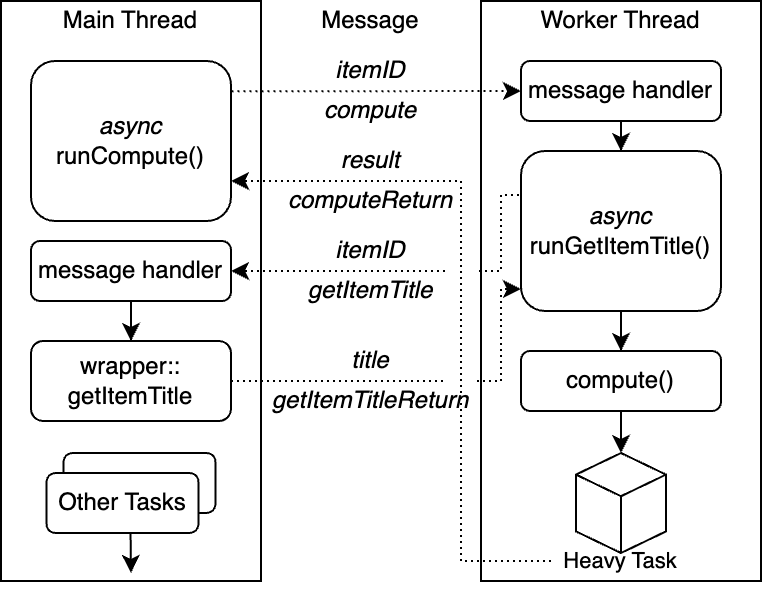 Main Thread
Message
Worker Thread
itemID
compute
message handler
async
runCompute()
result
computeReturn
async
runGetItemTitle()
message handler
itemID
getItemTitle
wrapper::
getItemTitle
title
getItemTitleReturn
compute()
Other Tasks
Heavy Task